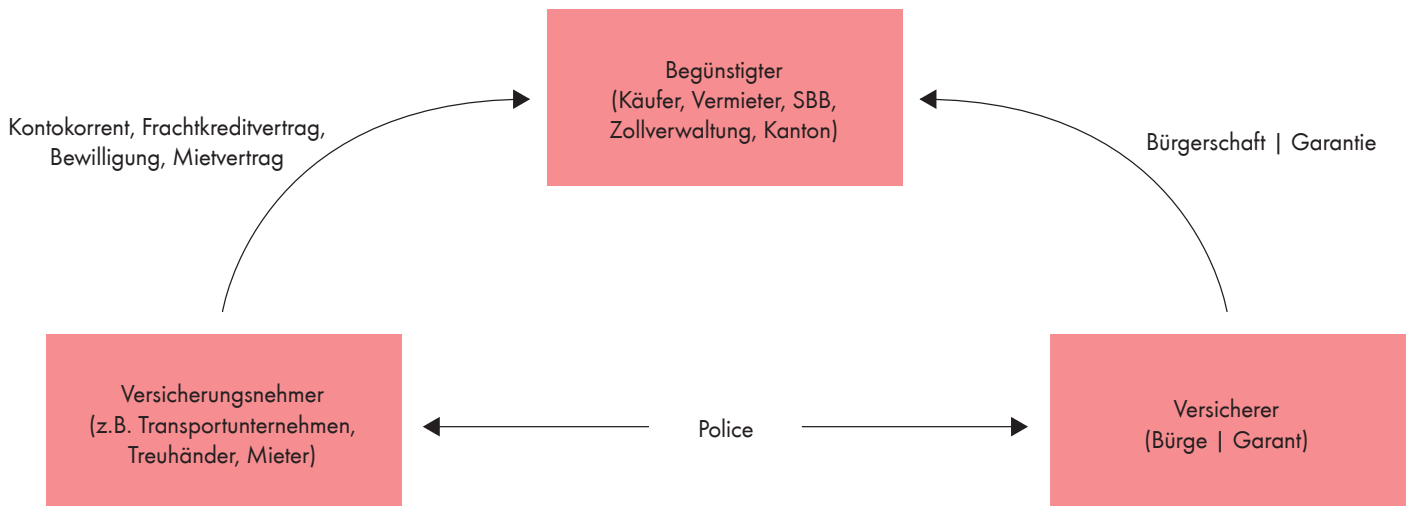 Begünstigter
(Käufer, Vermieter, SBB,
Zollverwaltung, Kanton)
Kontokorrent, Frachtkreditvertrag,
Bewilligung, Mietvertrag
Bürgerschaft | Garantie
Versicherungsnehmer
(z.B. Transportunternehmen,
Treuhänder, Mieter)
Police
Versicherer
(Bürge | Garant)